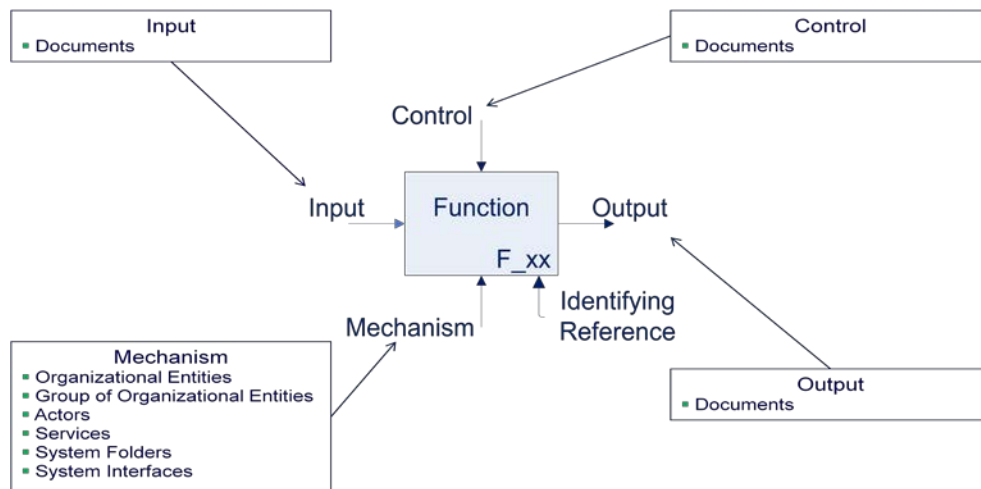 Input
Documents
Control
Documents
Control
Input
Function
Output
F_xx
Identifying
Reference
Mechanism
Mechanism
Organizational Entities
Group of Organizational Entities
Actors
Services
System Folders
System Interfaces
Output
Documents